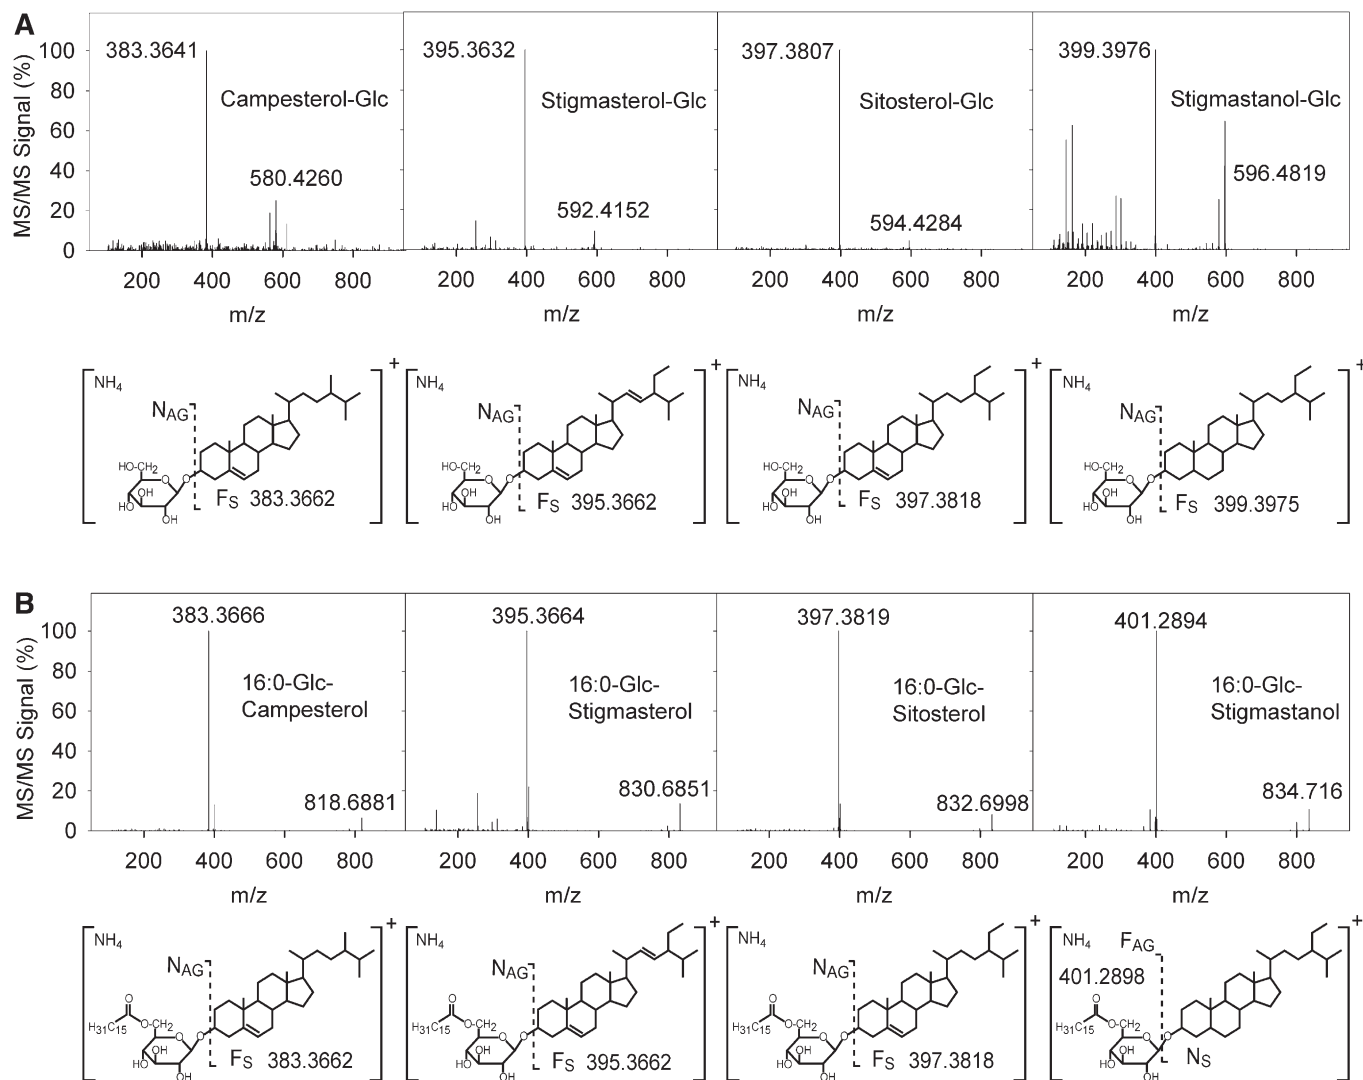 A
MS/MS Signal (%)
100
80
60
40
20
0
383.3641
Campesterol-Glc
580.4260
395.3632
Stigmasterol-Glc
592.4152
397.3807
Sitosterol-Glc
594.4284
399.3976
Stigmastanol-Glc
596.4819
200 400 600 800 200 400 600 800 200 400 600 800 200 400 600 800
m/z m/z m/z m/z
NH4 + NH4 + NH4 + NH4 +
NAG NAG NAG NAG
HO-CH2 HO-CH2 HO-CH2 HO-CH2
O O O O O O O O
HO OH HO OH HO OH HO OH
OH OH OH OH
FS 383.3662 FS 395.3662 FS 397.3818 FS 399.3975
B
MS/MS Signal (%)
100
80
60
40
20
0
383.3666
16:0-Glc-
Campesterol
818.6881
395.3664
16:0-Glc-
Stigmasterol
830.6851
397.3819
16:0-Glc-
Sitosterol
832.6998
401.2894
16:0-Glc-
Stigmastanol
834.716
200 400 600 800 200 400 600 800 200 400 600 800 200 400 600 800
m/z m/z m/z m/z
NH4 + NH4 + NH4 + NH4 FAG +
NAG NAG NAG 401.2898
O O O O
H31C15 O-CH2 H31C15 O-CH2 H31C15 O-CH2 H31C15 O-CH2
O O O O O O O O
HO OH HO OH HO OH HO OH
OH OH OH OH
FS 383.3662 FS 395.3662 FS 397.3818 NS